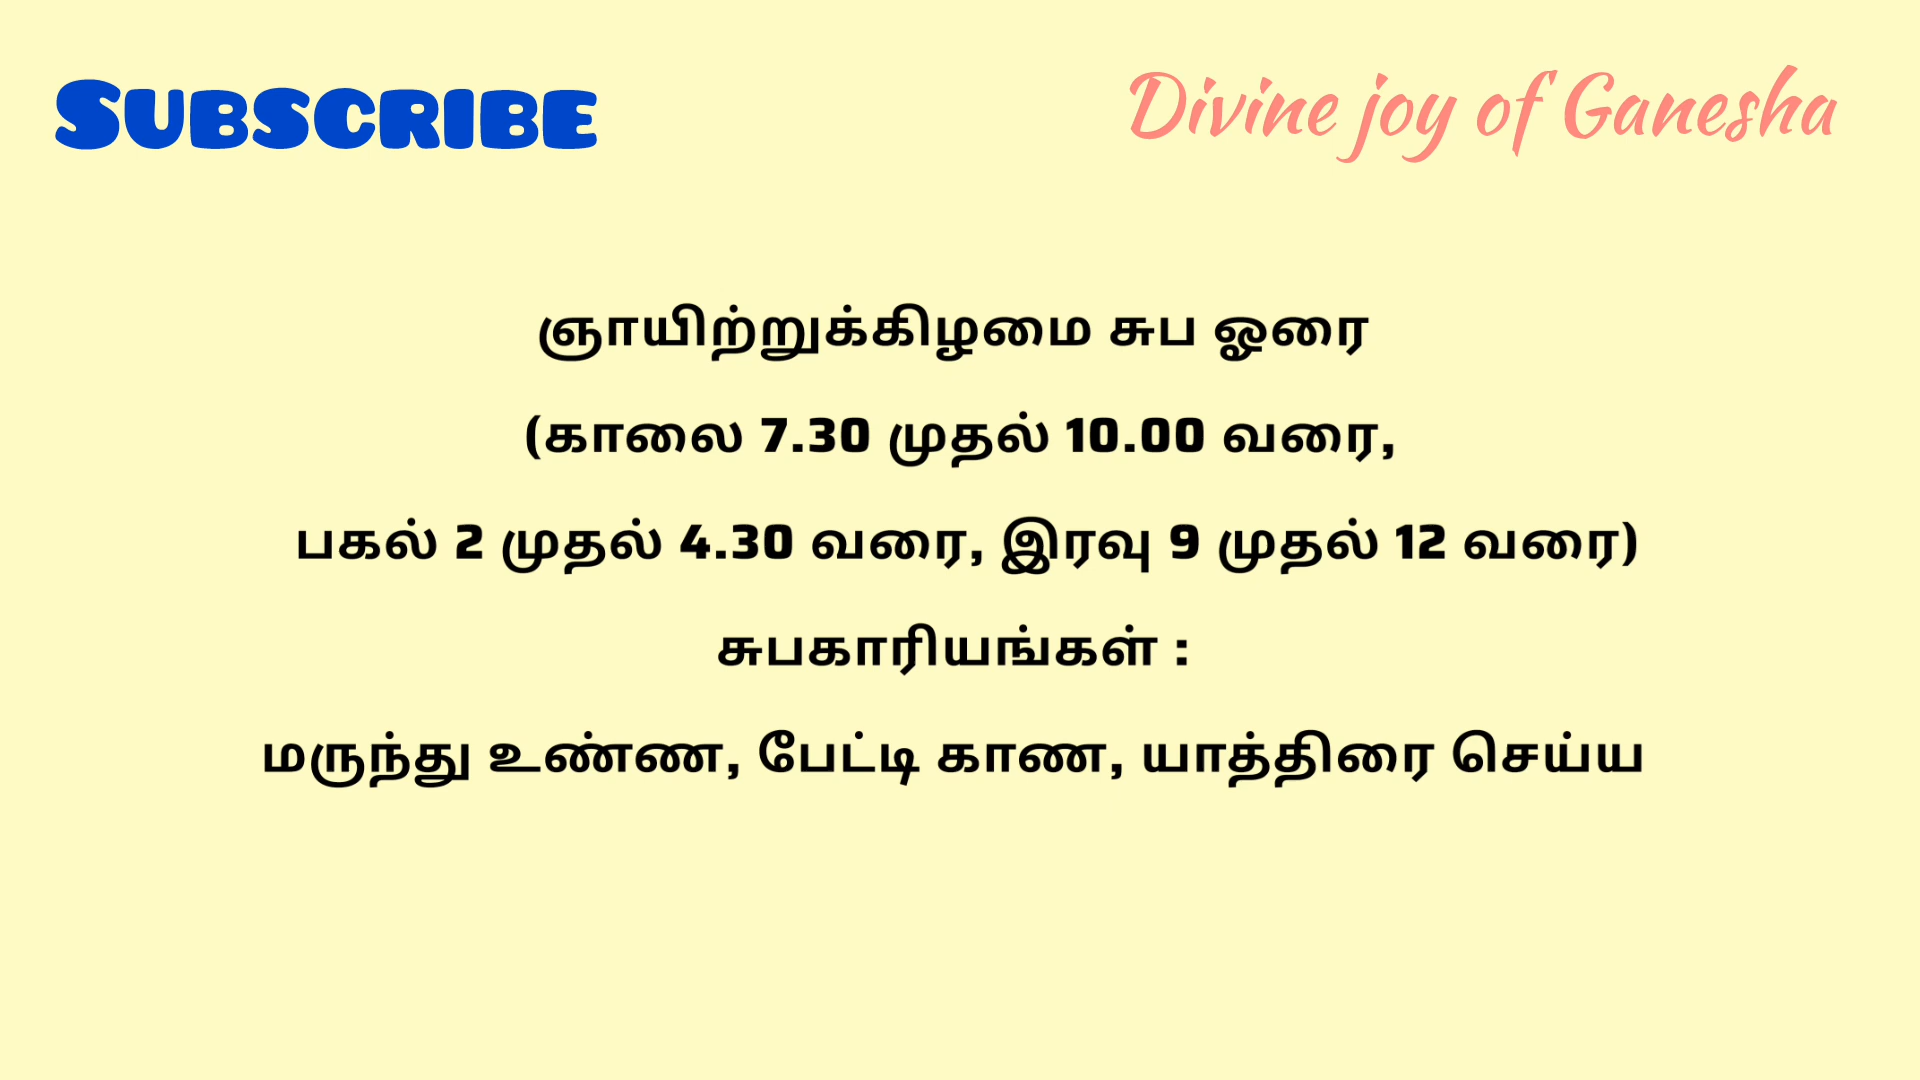 SUBSCRIBE
Divine joy of Ganesha
ஞாயிற்றுக்கிழமை சுப ஓரை
(காலை 7.30 முதல் 10.00 வரை,
பகல் 2 முதல் 4.30 வரை, இரவு 9 முதல் 12 வரை)
சுபகாரியங்கள் :
மருந்து உண்ண, பேட்டி காண, யாத்திரை செய்ய